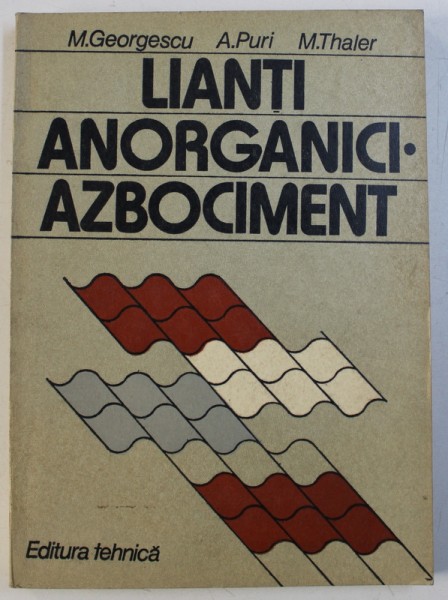 M.Georgescu A.Puri M.Thaler
LIANȚI
ANORGANICI·
AZBOCIMENT
Editura tehnică